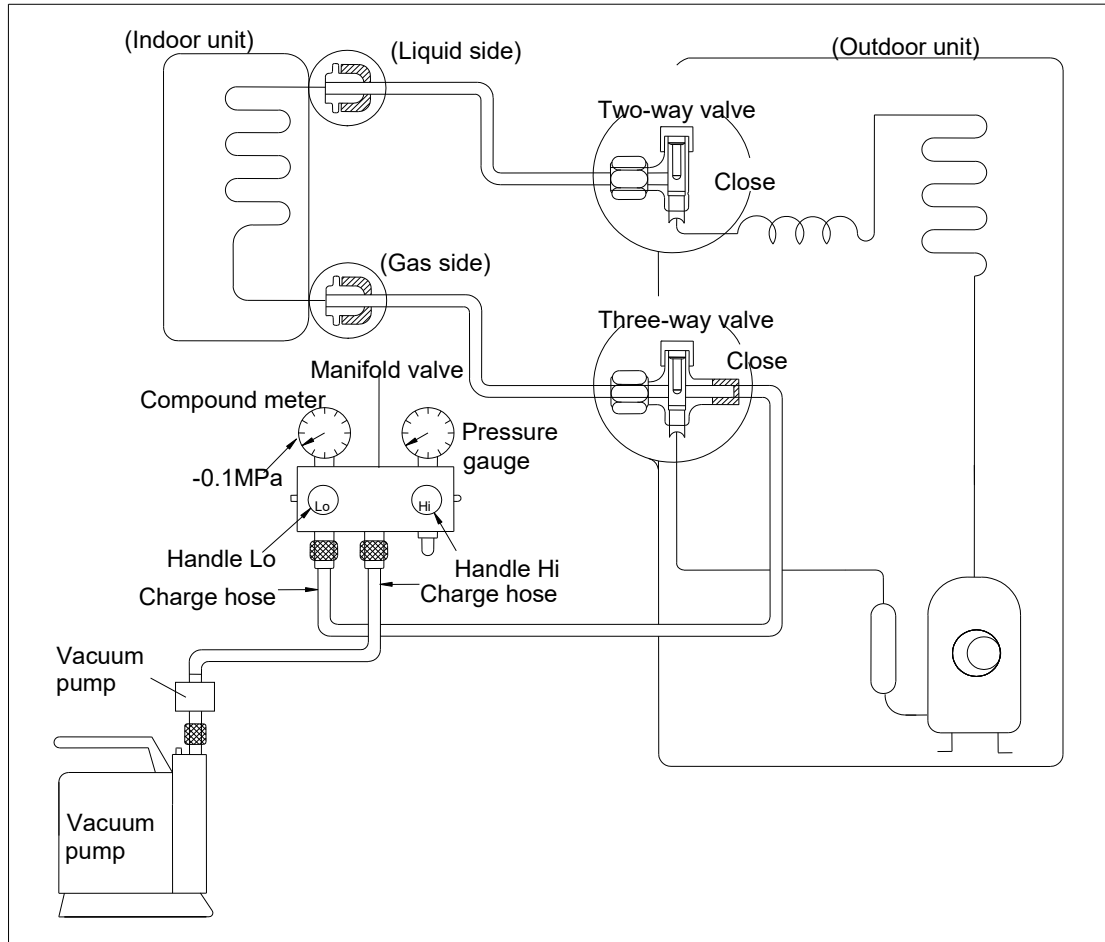 (Indoor unit)
(Liquid side)
(Outdoor unit)
Two-way valve
Close
(Gas side)
Three-way valve
Close
Manifold valve
Compound meter
Pressure
gauge
-0.1MPa
Lo
Hi
Handle Lo
Handle Hi
Charge hose
Charge hose
Vacuum
pump
Vacuum
pump